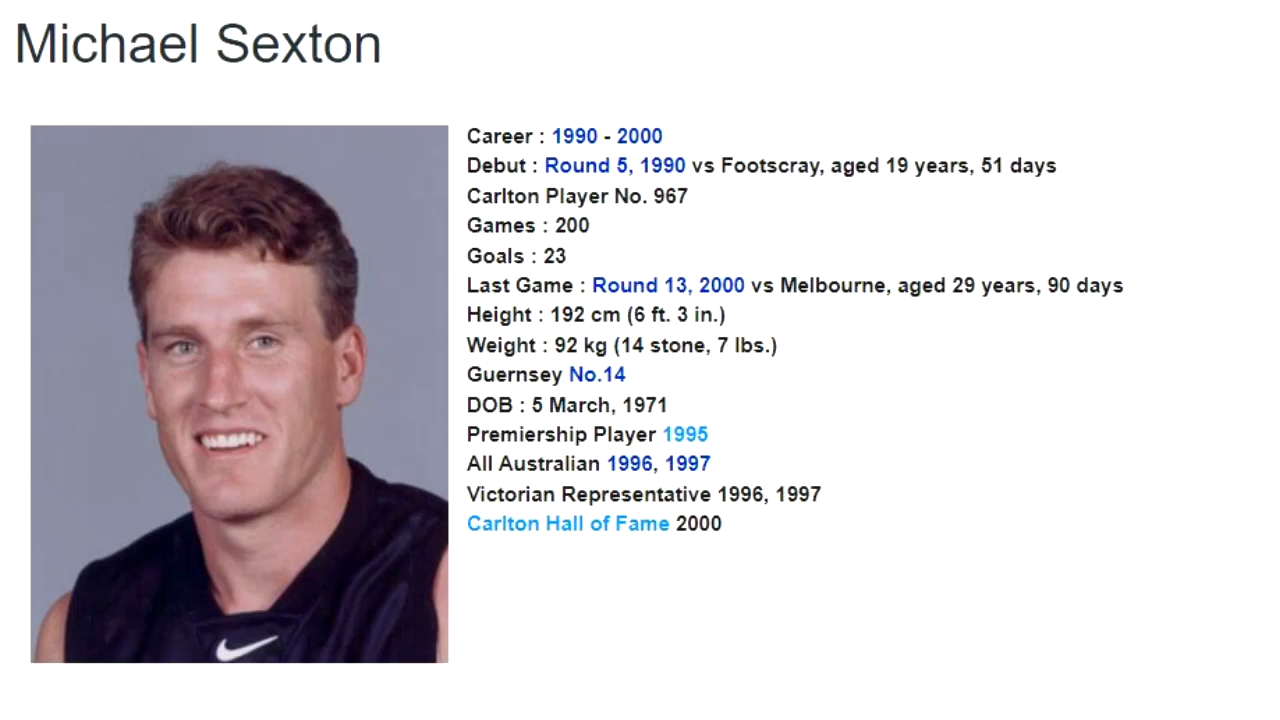 Michael Sexton
Career : 1990 - 2000
Debut : Round 5, 1990 vs Footscray, aged 19 years, 51 days
Carlton Player No. 967
Games : 200
Goals : 23
Last Game : Round 13, 2000 vs Melbourne, aged 29 years, 90 days
Height : 192 cm (6 ft. 3 in.)
Weight : 92 kg (14 stone, 7 lbs.)
Guernsey No.14
DOB : 5 March, 1971
Premiership Player 1995
All Australian 1996, 1997
Victorian Representative 1996, 1997
Carlton Hall of Fame 2000